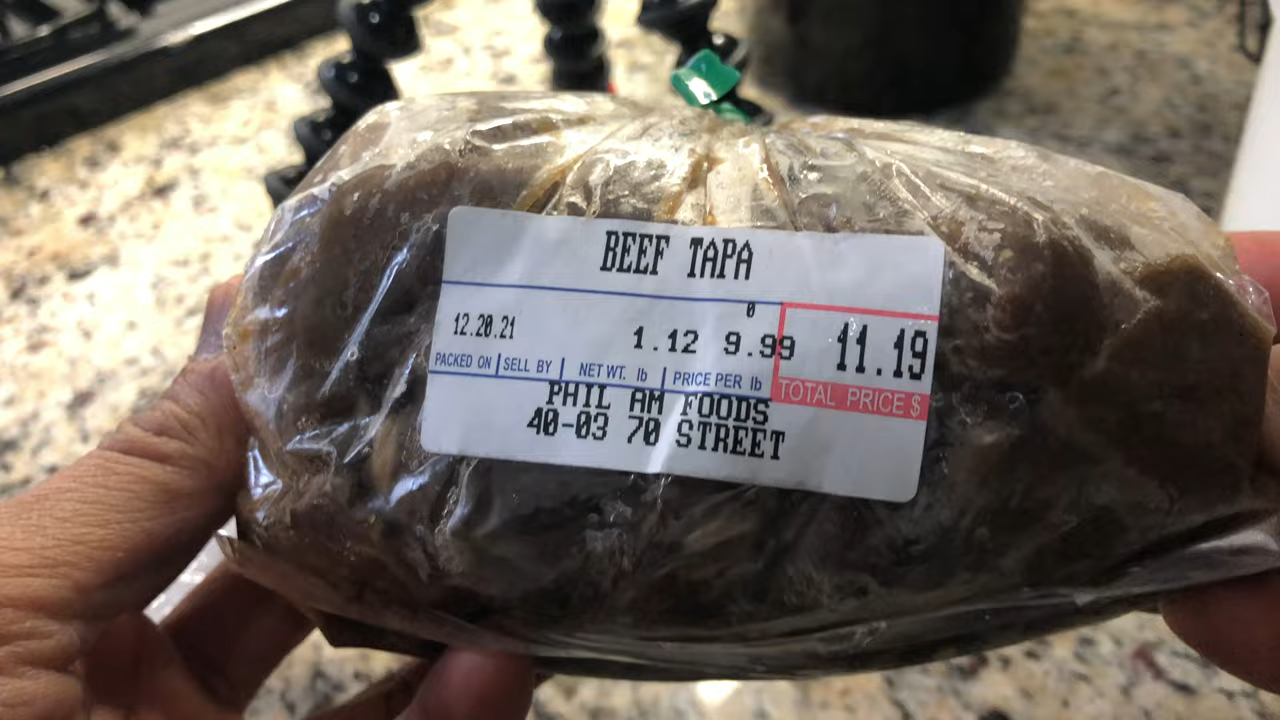 BEEF TAPA
0
12.20.21 1.12 9.99 11.19
PACKED ON SELL BY NET WT. lb PRICE PER lb TOTAL PRICE $
PHIL AM FOODS
40-03 70 STREET